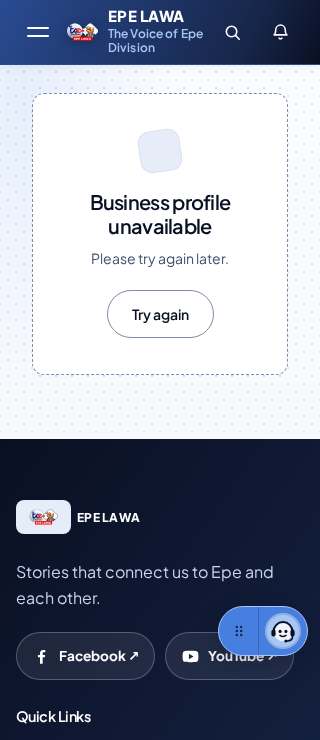 EPE LAWA
The Voice of Epe
Division
Business profile
unavailable
Please try again later.
Try again
EPE LAWA
Stories that connect us to Epe and
each other.
Facebook ↗
YouTube ↗
Quick Links